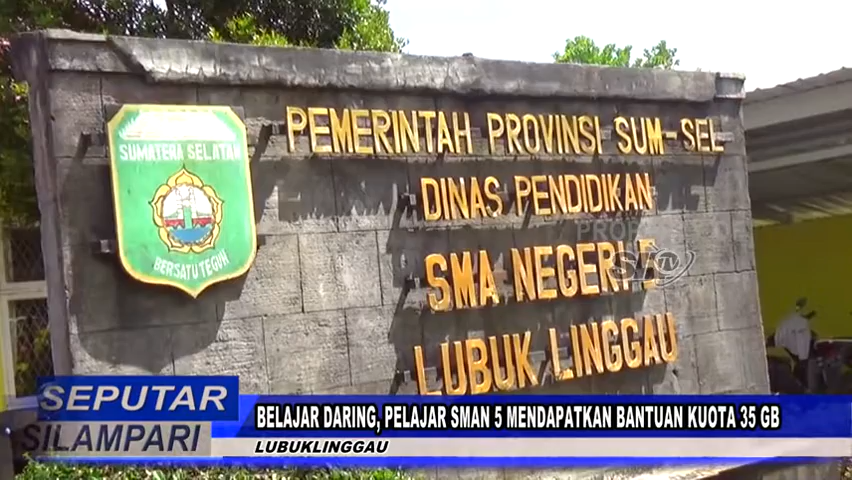 SUMATERA SELATAN
BERSATU TEGUH
PEMERINTAH PROVINSI SUM-SEL
DINAS PENDIDIKAN
SMA NEGERI 5
LUBUK LINGGAU
SEPUTAR
SILAMPARI
BELAJAR DARING, PELAJAR SMAN 5 MENDAPATKAN BANTUAN KUOTA 35 GB
LUBUKLINGGAU